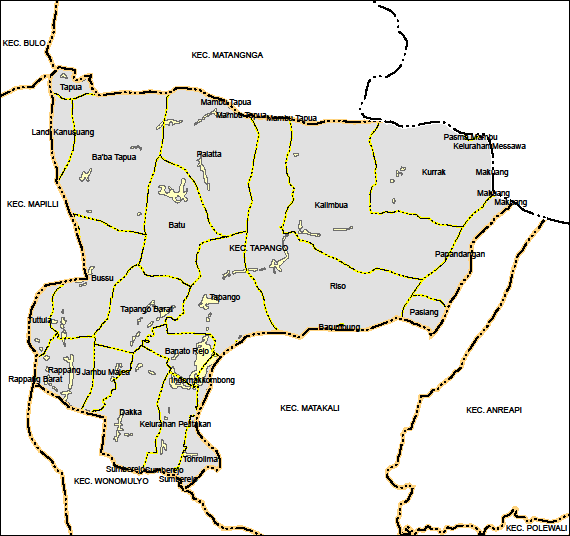 KEC. BULO
KEC. MATANGNGA
Tapua
Mambu Tapua
Mambu Tapua
Mambu Tapua
Landi Kanusuang
Pasma Mambu
Kelurahan Messawa
Ba'ba Tapua
Palatta
Kurrak
Makuang
Makuang
Makuang
KEC. MAPILLI
Kalimbua
Batu
KEC. TAPANGO
Papandangan
Bussu
Riso
Tapango
Tapango Barat
Pasiang
Tuttula
Batumbung
Banato Rejo
Rappang
Jambu Malea
Rappang Barat
Indomakkombong
Dakka
KEC. MATAKALI
KEC. ANREAPI
Kelurahan Pelitakan
Tonrolima
Sumberejo
Sumberejo
Sumberejo
KEC. WONOMULYO
KEC. POLEWALI